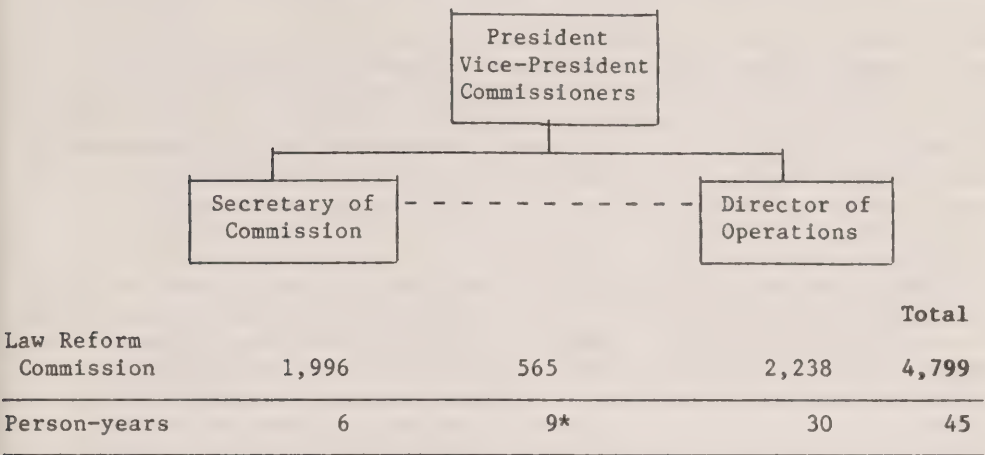 President
Vice-President
Commissioners
Secretary of
Commission
Director of
Operations
Total
Law Reform
Commission 1,996 565 2,238 4,799
Person-years 6 9* 30 45